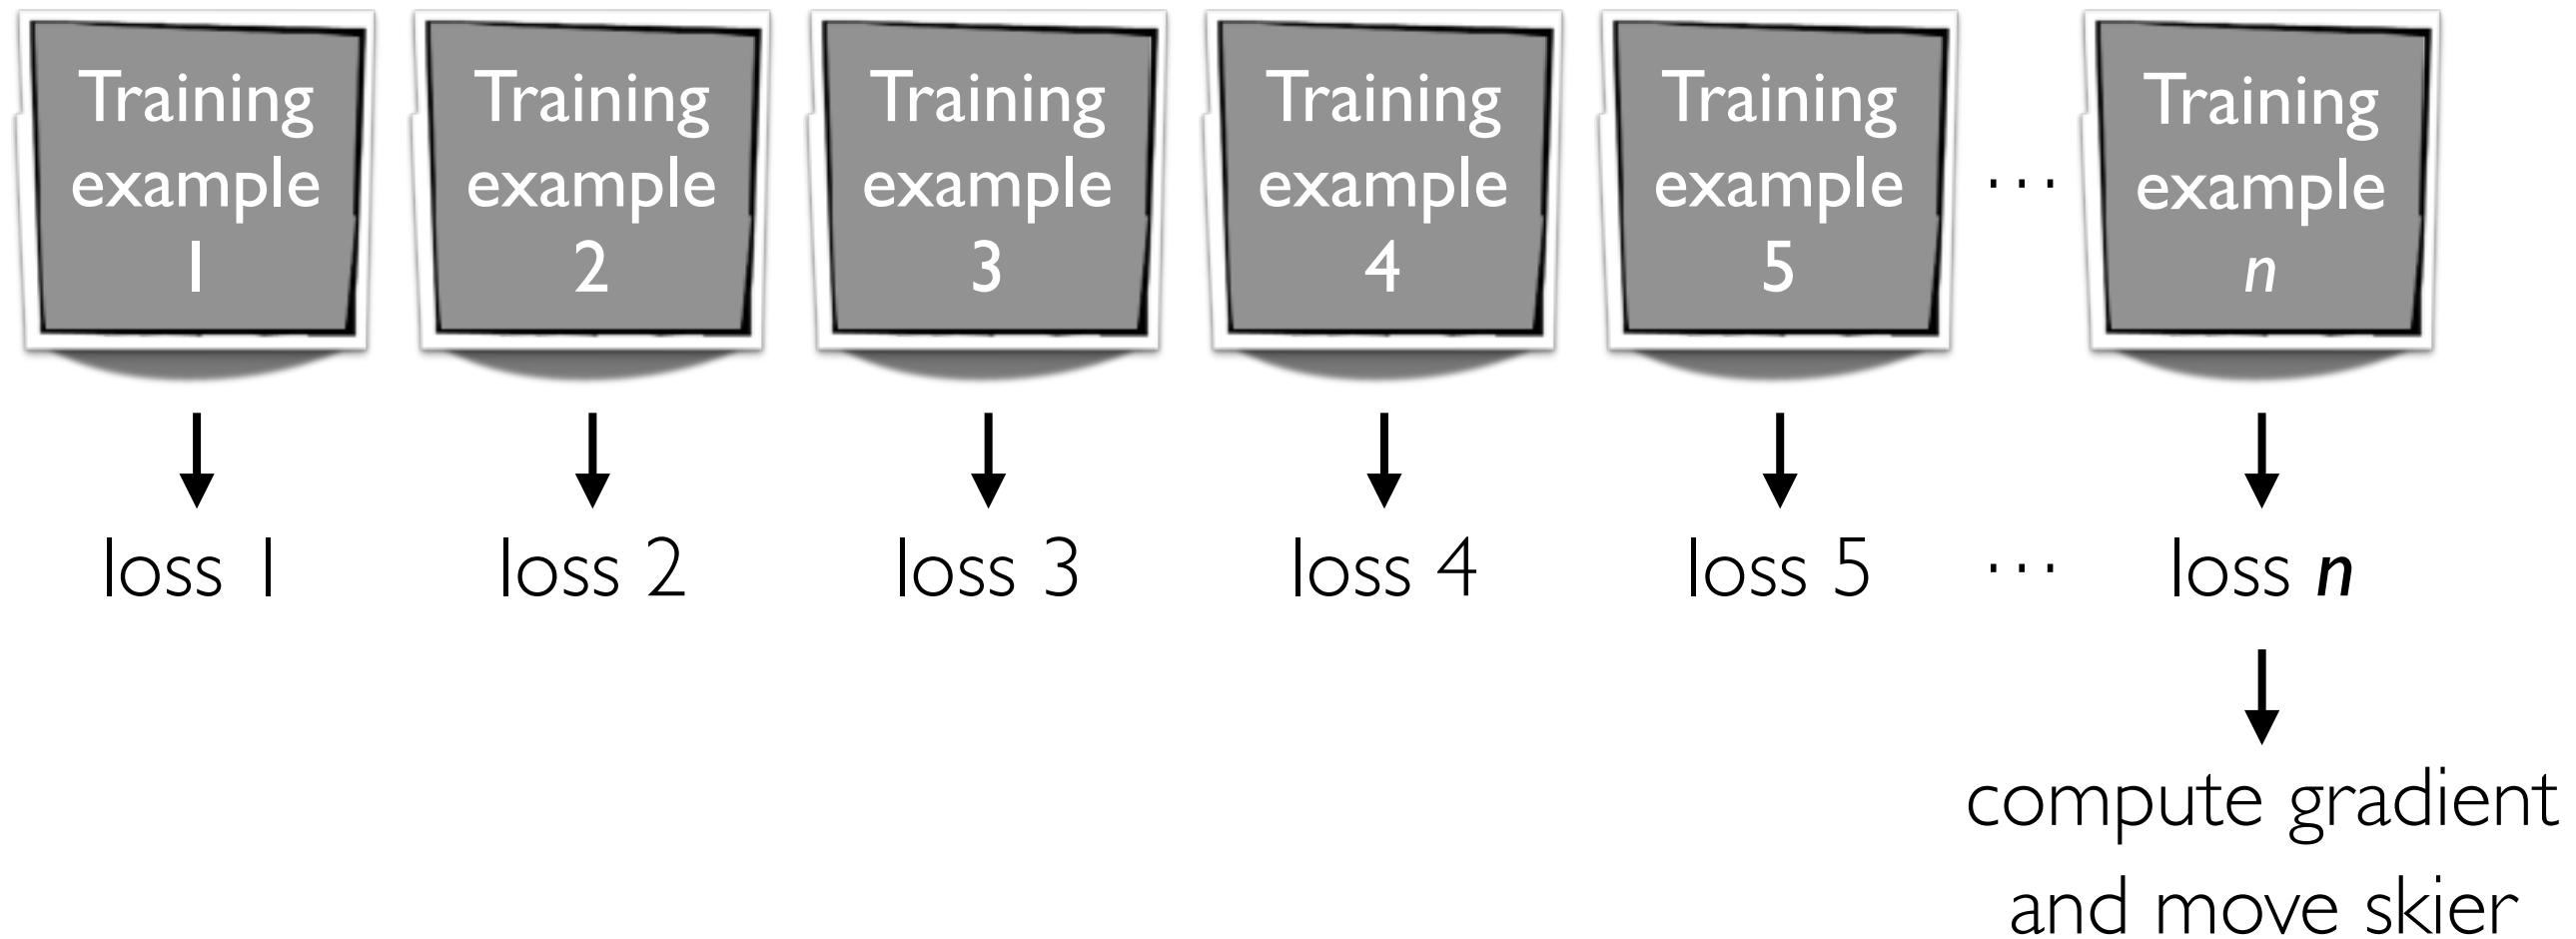 Training
example
1
Training
example
2
Training
example
3
Training
example
4
Training
example
5
...
Training
example
n
loss 1
loss 2
loss 3
loss 4
loss 5
...
loss n
compute gradient
and move skier